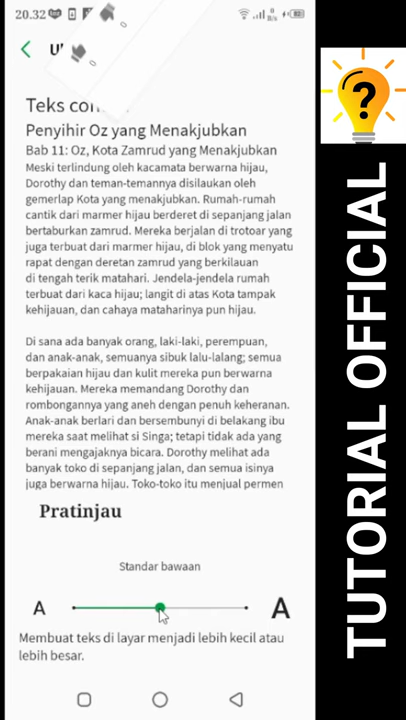 20.32
Teks
Penyihir Oz yang Menakjubkan
Bab 11: Oz, Kota Zamrud yang Menakjubkan
Meski terlindung oleh kacamata berwarna hijau,
Dorothy dan teman-temannya disilaukan oleh
gemerlap Kota yang menakjubkan. Rumah-rumah
cantik dari marmer hijau berderet di sepanjang jalan
bertaburkan zamrud. Mereka berjalan di trotoar yang
juga terbuat dari marmer hijau, di blok yang menyatu
rapat dengan deretan zamrud yang berkilauan
di tengah terik matahari. Jendela-jendela rumah
terbuat dari kaca hijau; langit di atas Kota tampak
kehijauan, dan cahaya mataharinya pun hijau.
Di sana ada banyak orang, laki-laki, perempuan,
dan anak-anak, semuanya sibuk lalu-lalang; semua
berpakaian hijau dan kulit mereka pun berwarna
kehijauan. Mereka memandang Dorothy dan
rombongannya yang aneh dengan penuh keheranan.
Anak-anak berlari dan bersembunyi di belakang ibu
mereka saat melihat si Singa; tetapi tidak ada yang
berani mengajaknya bicara. Dorothy melihat ada
banyak toko di sepanjang jalan, dan semua isinya
juga berwarna hijau. Toko-toko itu menjual permen
Pratinjau
Standar bawaan
A A
Membuat teks di layar menjadi lebih kecil atau
lebih besar.
?
TUTORIAL OFFICIAL